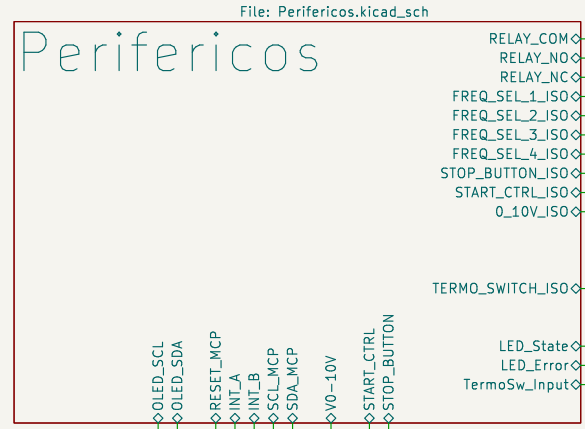 File: Perifericos.kicad_sch
Perifericos
RELAY_COM
RELAY_NO
RELAY_NC
FREQ_SEL_1_ISO
FREQ_SEL_2_ISO
FREQ_SEL_3_ISO
FREQ_SEL_4_ISO
STOP_BUTTON_ISO
START_CTRL_ISO
0_10V_ISO
TERMO_SWITCH_ISO
LED_State
LED_Error
TermoSw_Input
OLED_SCL
OLED_SDA
RESET_MCP
INT_A
INT_B
SCL_MCP
SDA_MCP
V0-10V
START_CTRL
STOP_BUTTON